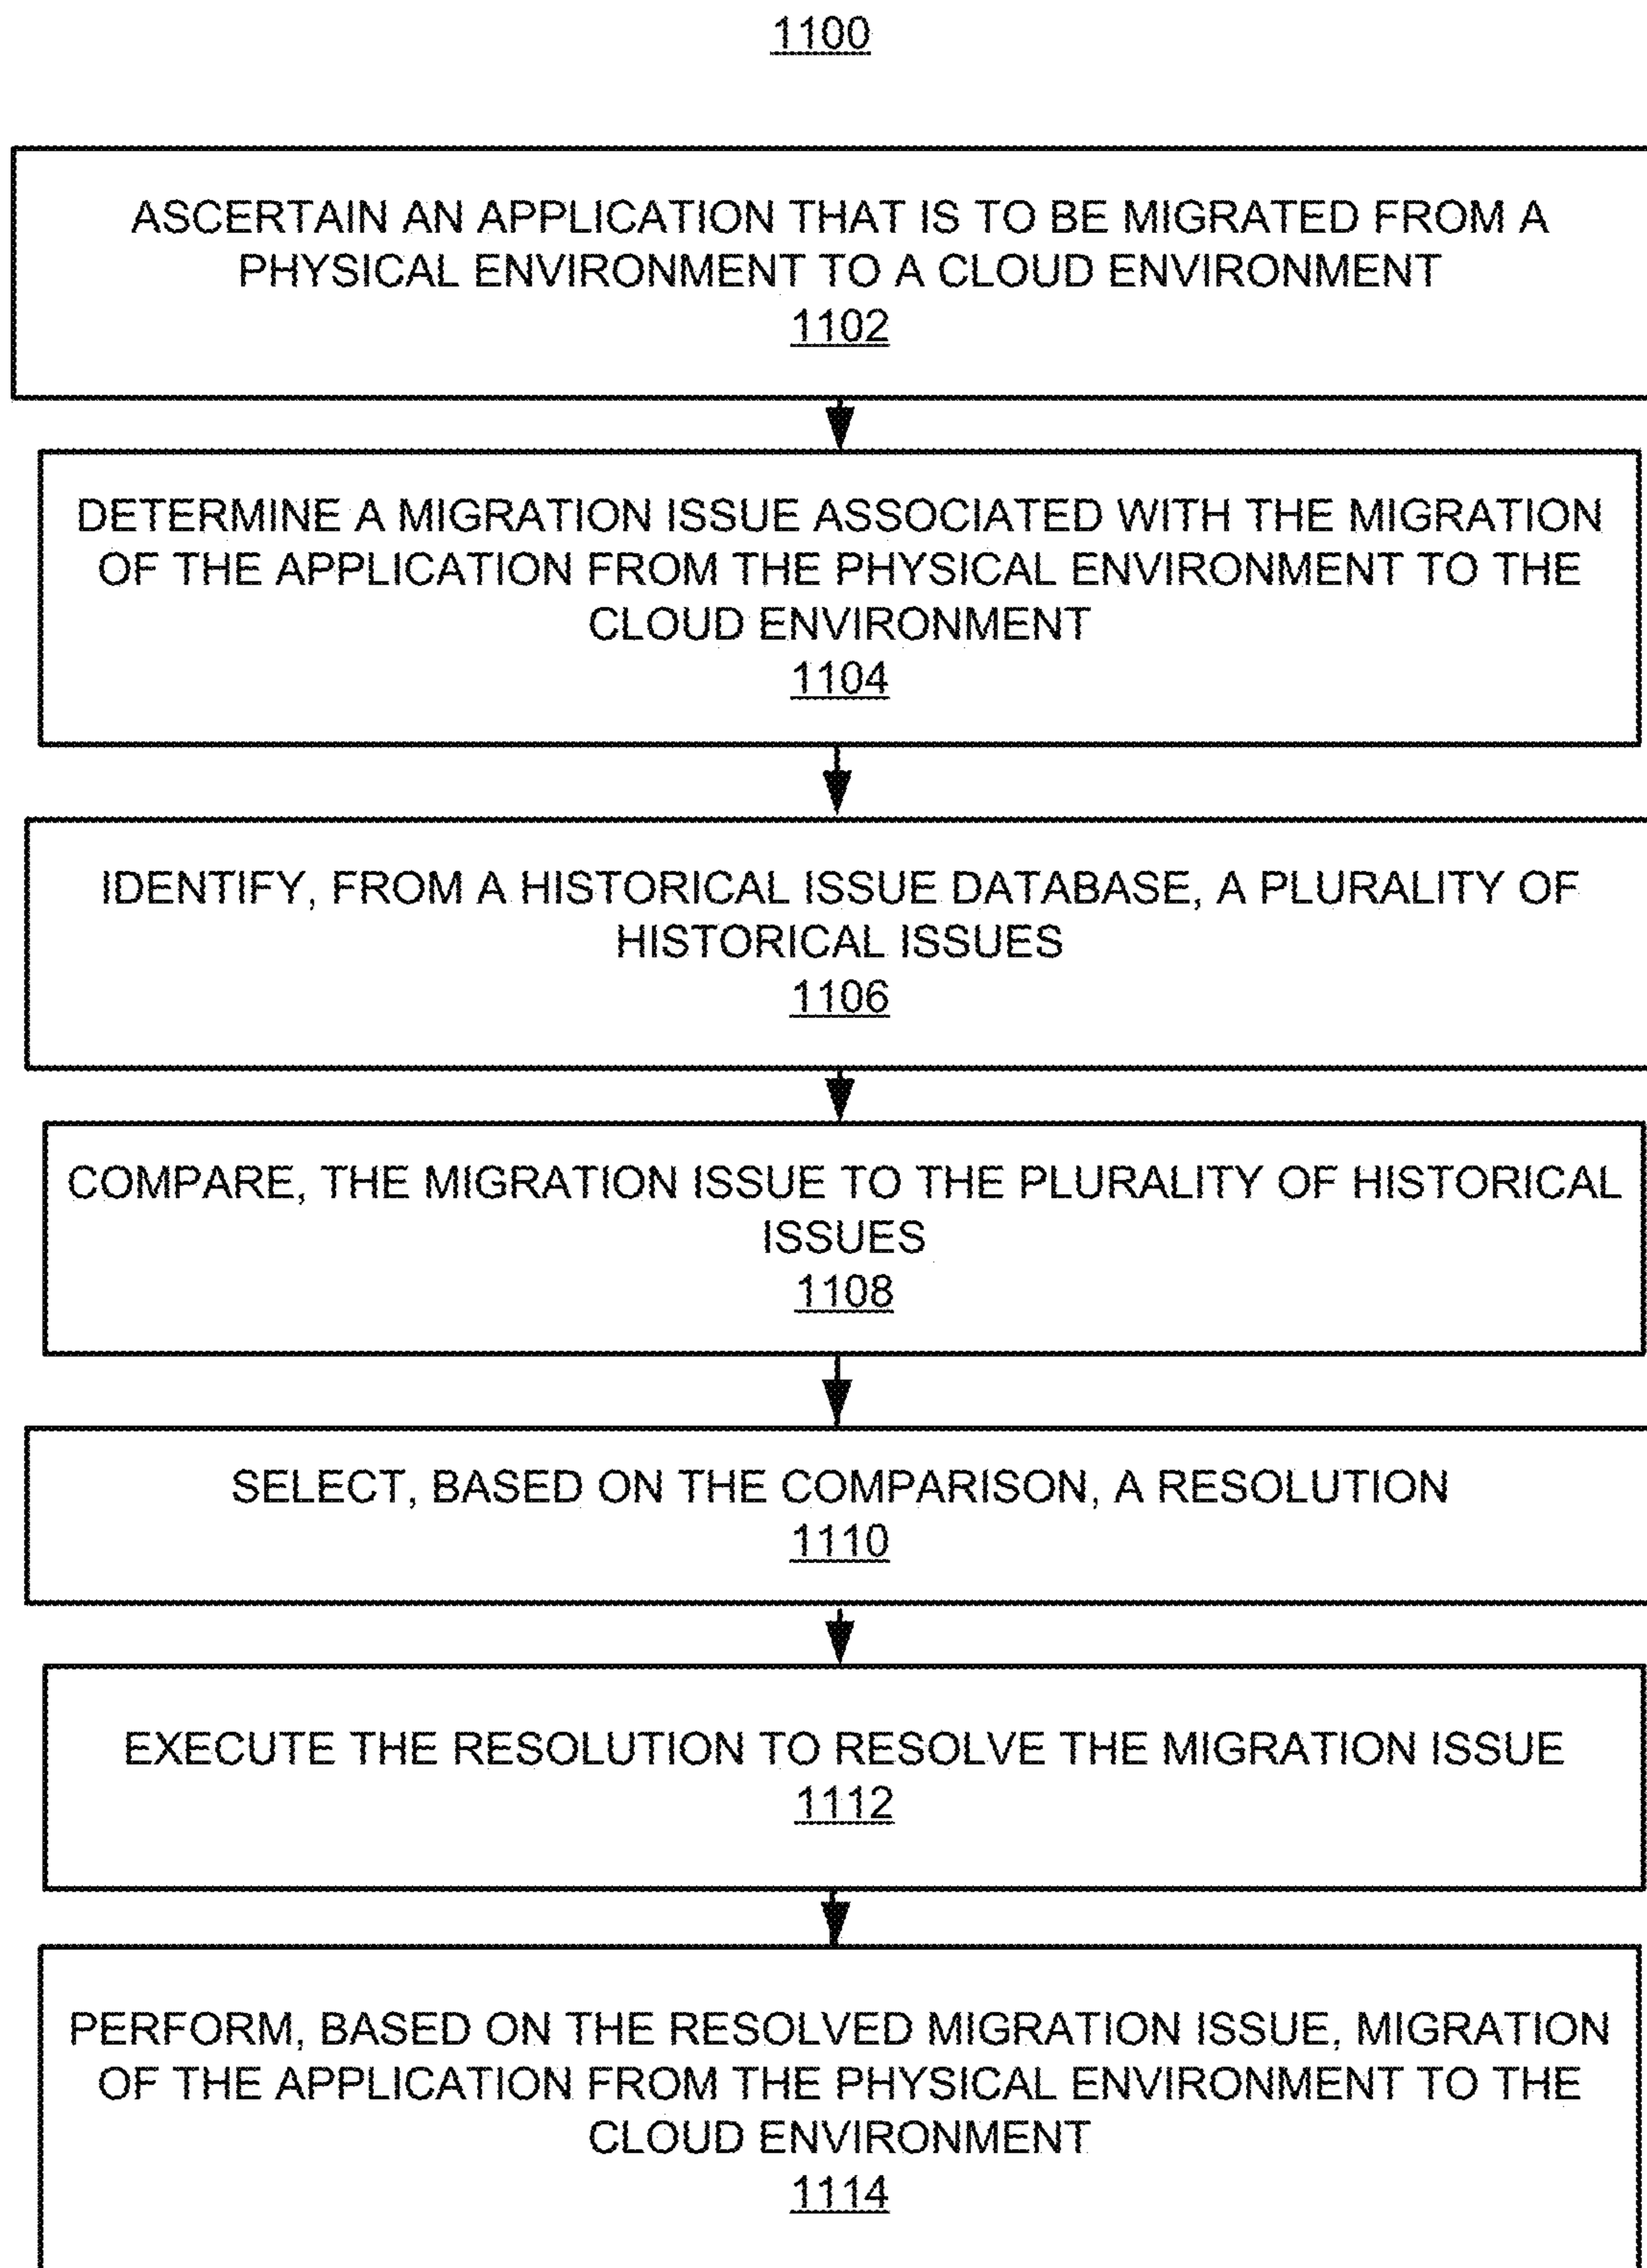 1100
ASCERTAIN AN APPLICATION THAT IS TO BE MIGRATED FROM A
PHYSICAL ENVIRONMENT TO A CLOUD ENVIRONMENT
1102
DETERMINE A MIGRATION ISSUE ASSOCIATED WITH THE MIGRATION
OF THE APPLICATION FROM THE PHYSICAL ENVIRONMENT TO THE
CLOUD ENVIRONMENT
1104
IDENTIFY, FROM A HISTORICAL ISSUE DATABASE, A PLURALITY OF
HISTORICAL ISSUES
1106
COMPARE, THE MIGRATION ISSUE TO THE PLURALITY OF HISTORICAL
ISSUES
1108
SELECT, BASED ON THE COMPARISON, A RESOLUTION
1110
EXECUTE THE RESOLUTION TO RESOLVE THE MIGRATION ISSUE
1112
PERFORM, BASED ON THE RESOLVED MIGRATION ISSUE, MIGRATION
OF THE APPLICATION FROM THE PHYSICAL ENVIRONMENT TO THE
CLOUD ENVIRONMENT
1114